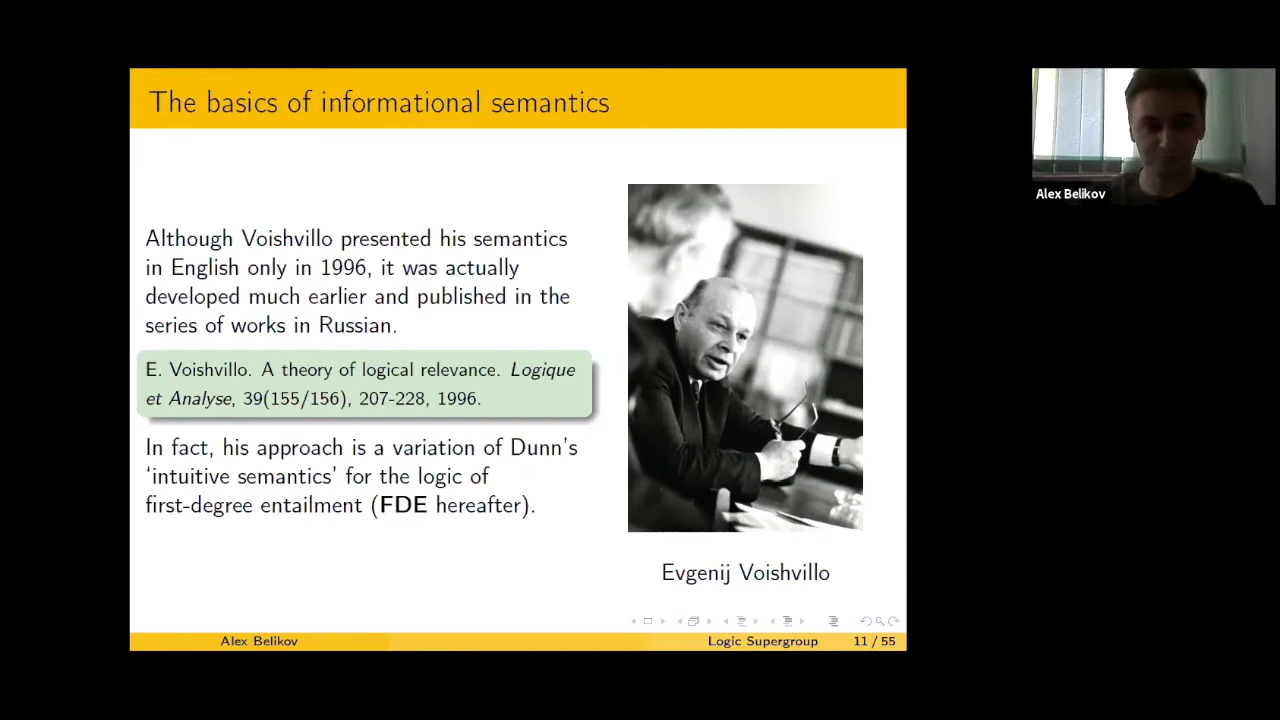 The basics of informational semantics
Although Voishvillo presented his semantics
in English only in 1996, it was actually
developed much earlier and published in the
series of works in Russian.
E. Voishvillo. A theory of logical relevance. Logique
et Analyse, 39(155/156), 207-228, 1996.
In fact, his approach is a variation of Dunn's
‘intuitive semantics’ for the logic of
first-degree entailment (FDE hereafter).
Evgenij Voishvillo
Alex Belikov
Logic Supergroup
11 / 55
Alex Belikov